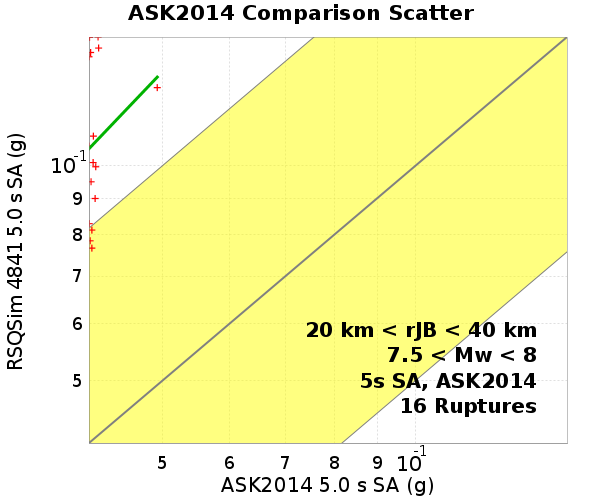 ASK2014 Comparison Scatter
RSQSim 4841 5.0 s SA (g)
10-1
9
8
7
6
5
20 km < rJB < 40 km
7.5 < Mw < 8
5s SA, ASK2014
16 Ruptures
5 6 7 8 9 10-1
ASK2014 5.0 s SA (g)